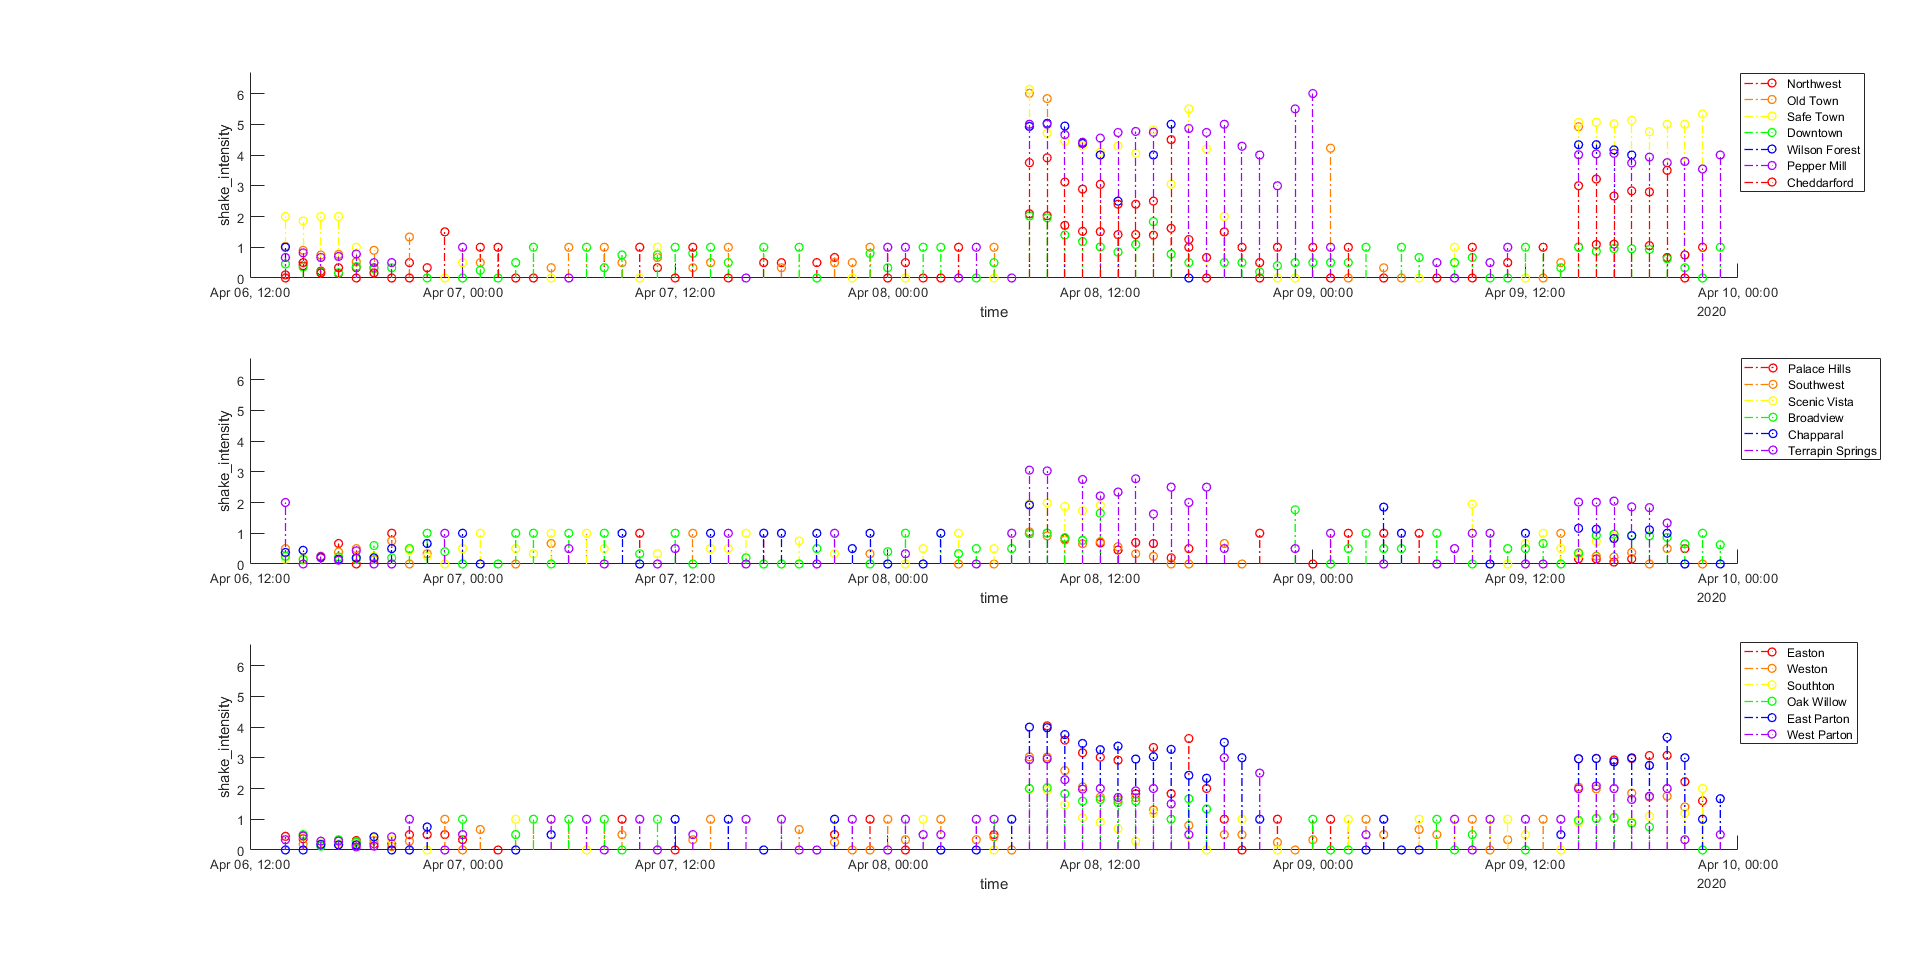 6
5
4
3
2
1
0
shake_intensity
Apr 06, 12:00 Apr 07, 00:00 Apr 07, 12:00 Apr 08, 00:00 Apr 08, 12:00 Apr 09, 00:00 Apr 09, 12:00 Apr 10, 00:00
time
2020
Northwest
Old Town
Safe Town
Downtown
Wilson Forest
Pepper Mill
Cheddarford
6
5
4
3
2
1
0
shake_intensity
Apr 06, 12:00 Apr 07, 00:00 Apr 07, 12:00 Apr 08, 00:00 Apr 08, 12:00 Apr 09, 00:00 Apr 09, 12:00 Apr 10, 00:00
time
2020
Palace Hills
Southwest
Scenic Vista
Broadview
Chapparal
Terrapin Springs
6
5
4
3
2
1
0
shake_intensity
Apr 06, 12:00 Apr 07, 00:00 Apr 07, 12:00 Apr 08, 00:00 Apr 08, 12:00 Apr 09, 00:00 Apr 09, 12:00 Apr 10, 00:00
time
2020
Easton
Weston
Southton
Oak Willow
East Parton
West Parton